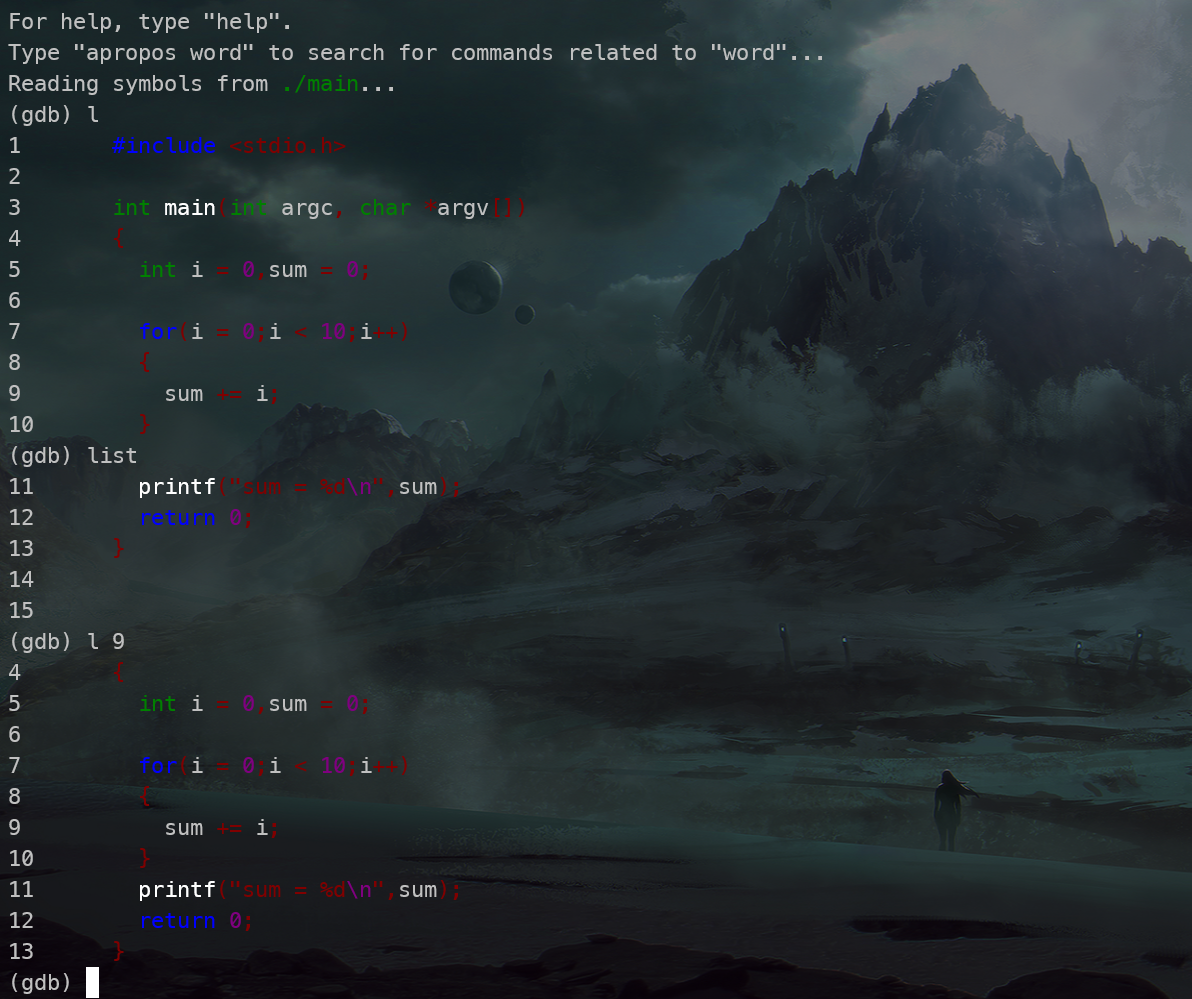 For help, type "help".
Type "apropos word" to search for commands related to "word"...
Reading symbols from ./main...
(gdb) l
1       #include <stdio.h>
2
3       int main(int argc, char *argv[])
4       {
5         int i = 0,sum = 0;
6
7         for(i = 0;i < 10;i++)
8         {
9           sum += i;
10        }
(gdb) list
11        printf("sum = %d\n",sum);
12        return 0;
13      }
14
15
(gdb) l 9
4       {
5         int i = 0,sum = 0;
6
7         for(i = 0;i < 10;i++)
8         {
9           sum += i;
10        }
11        printf("sum = %d\n",sum);
12        return 0;
13      }
(gdb)